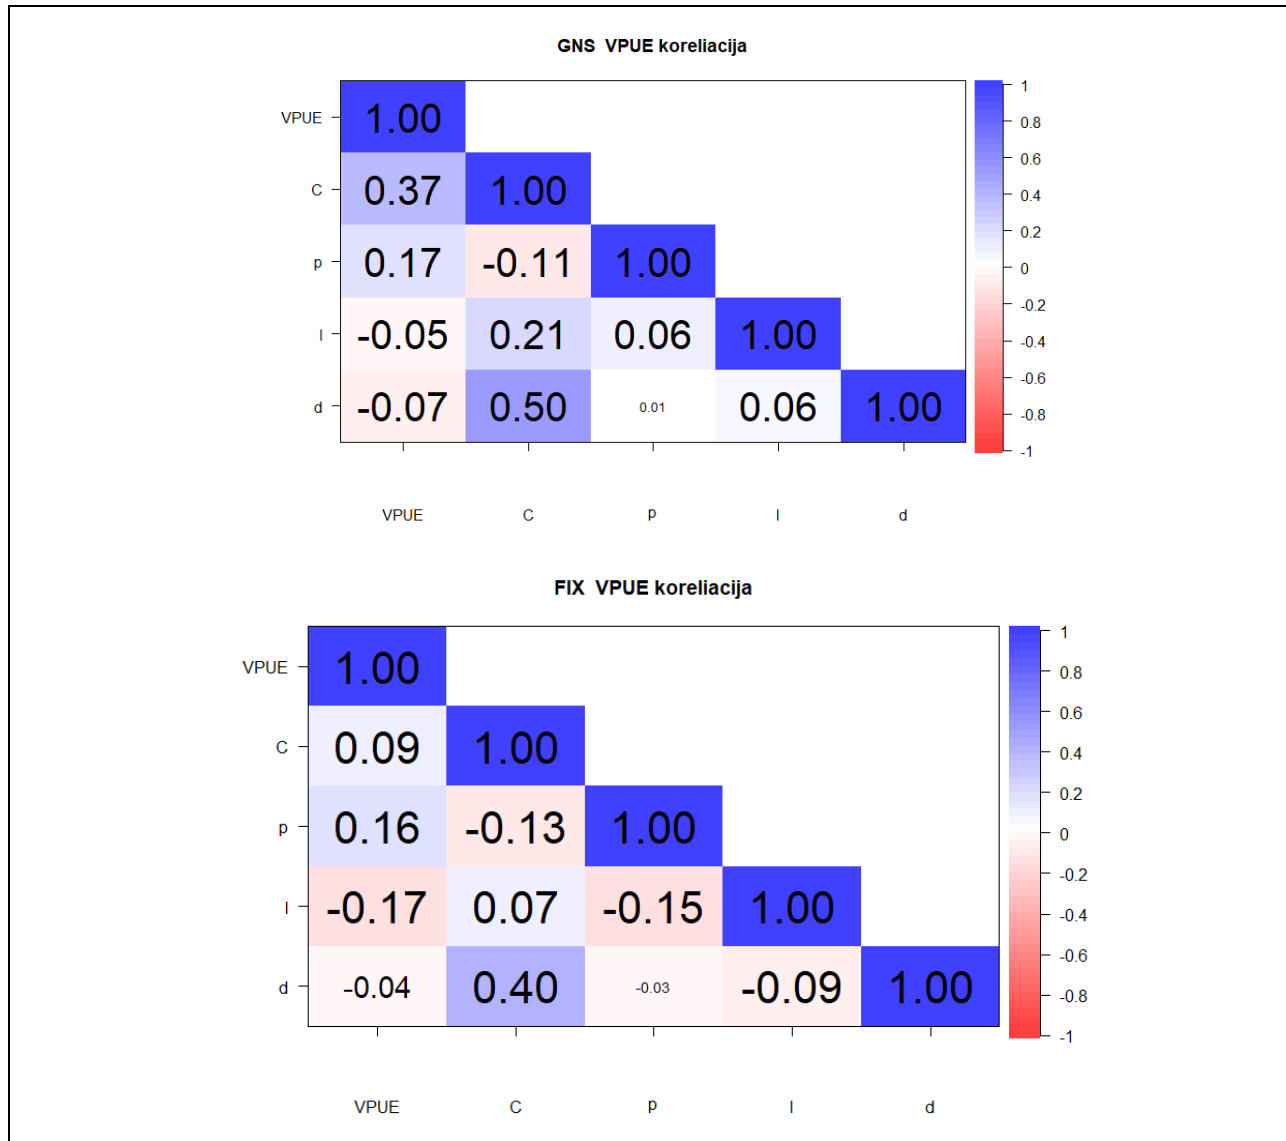 GNS VPUE koreliacija
VPUE 1.00
C 0.37 1.00
p 0.17 -0.11 1.00
l -0.05 0.21 0.06 1.00
d -0.07 0.50 0.01 0.06 1.00
VPUE C p l d
1
0.8
0.6
0.4
0.2
0
-0.2
-0.4
-0.6
-0.8
-1
FIX VPUE koreliacija
VPUE 1.00
C 0.09 1.00
p 0.16 -0.13 1.00
l -0.17 0.07 -0.15 1.00
d -0.04 0.40 -0.03 -0.09 1.00
VPUE C p l d
1
0.8
0.6
0.4
0.2
0
-0.2
-0.4
-0.6
-0.8
-1